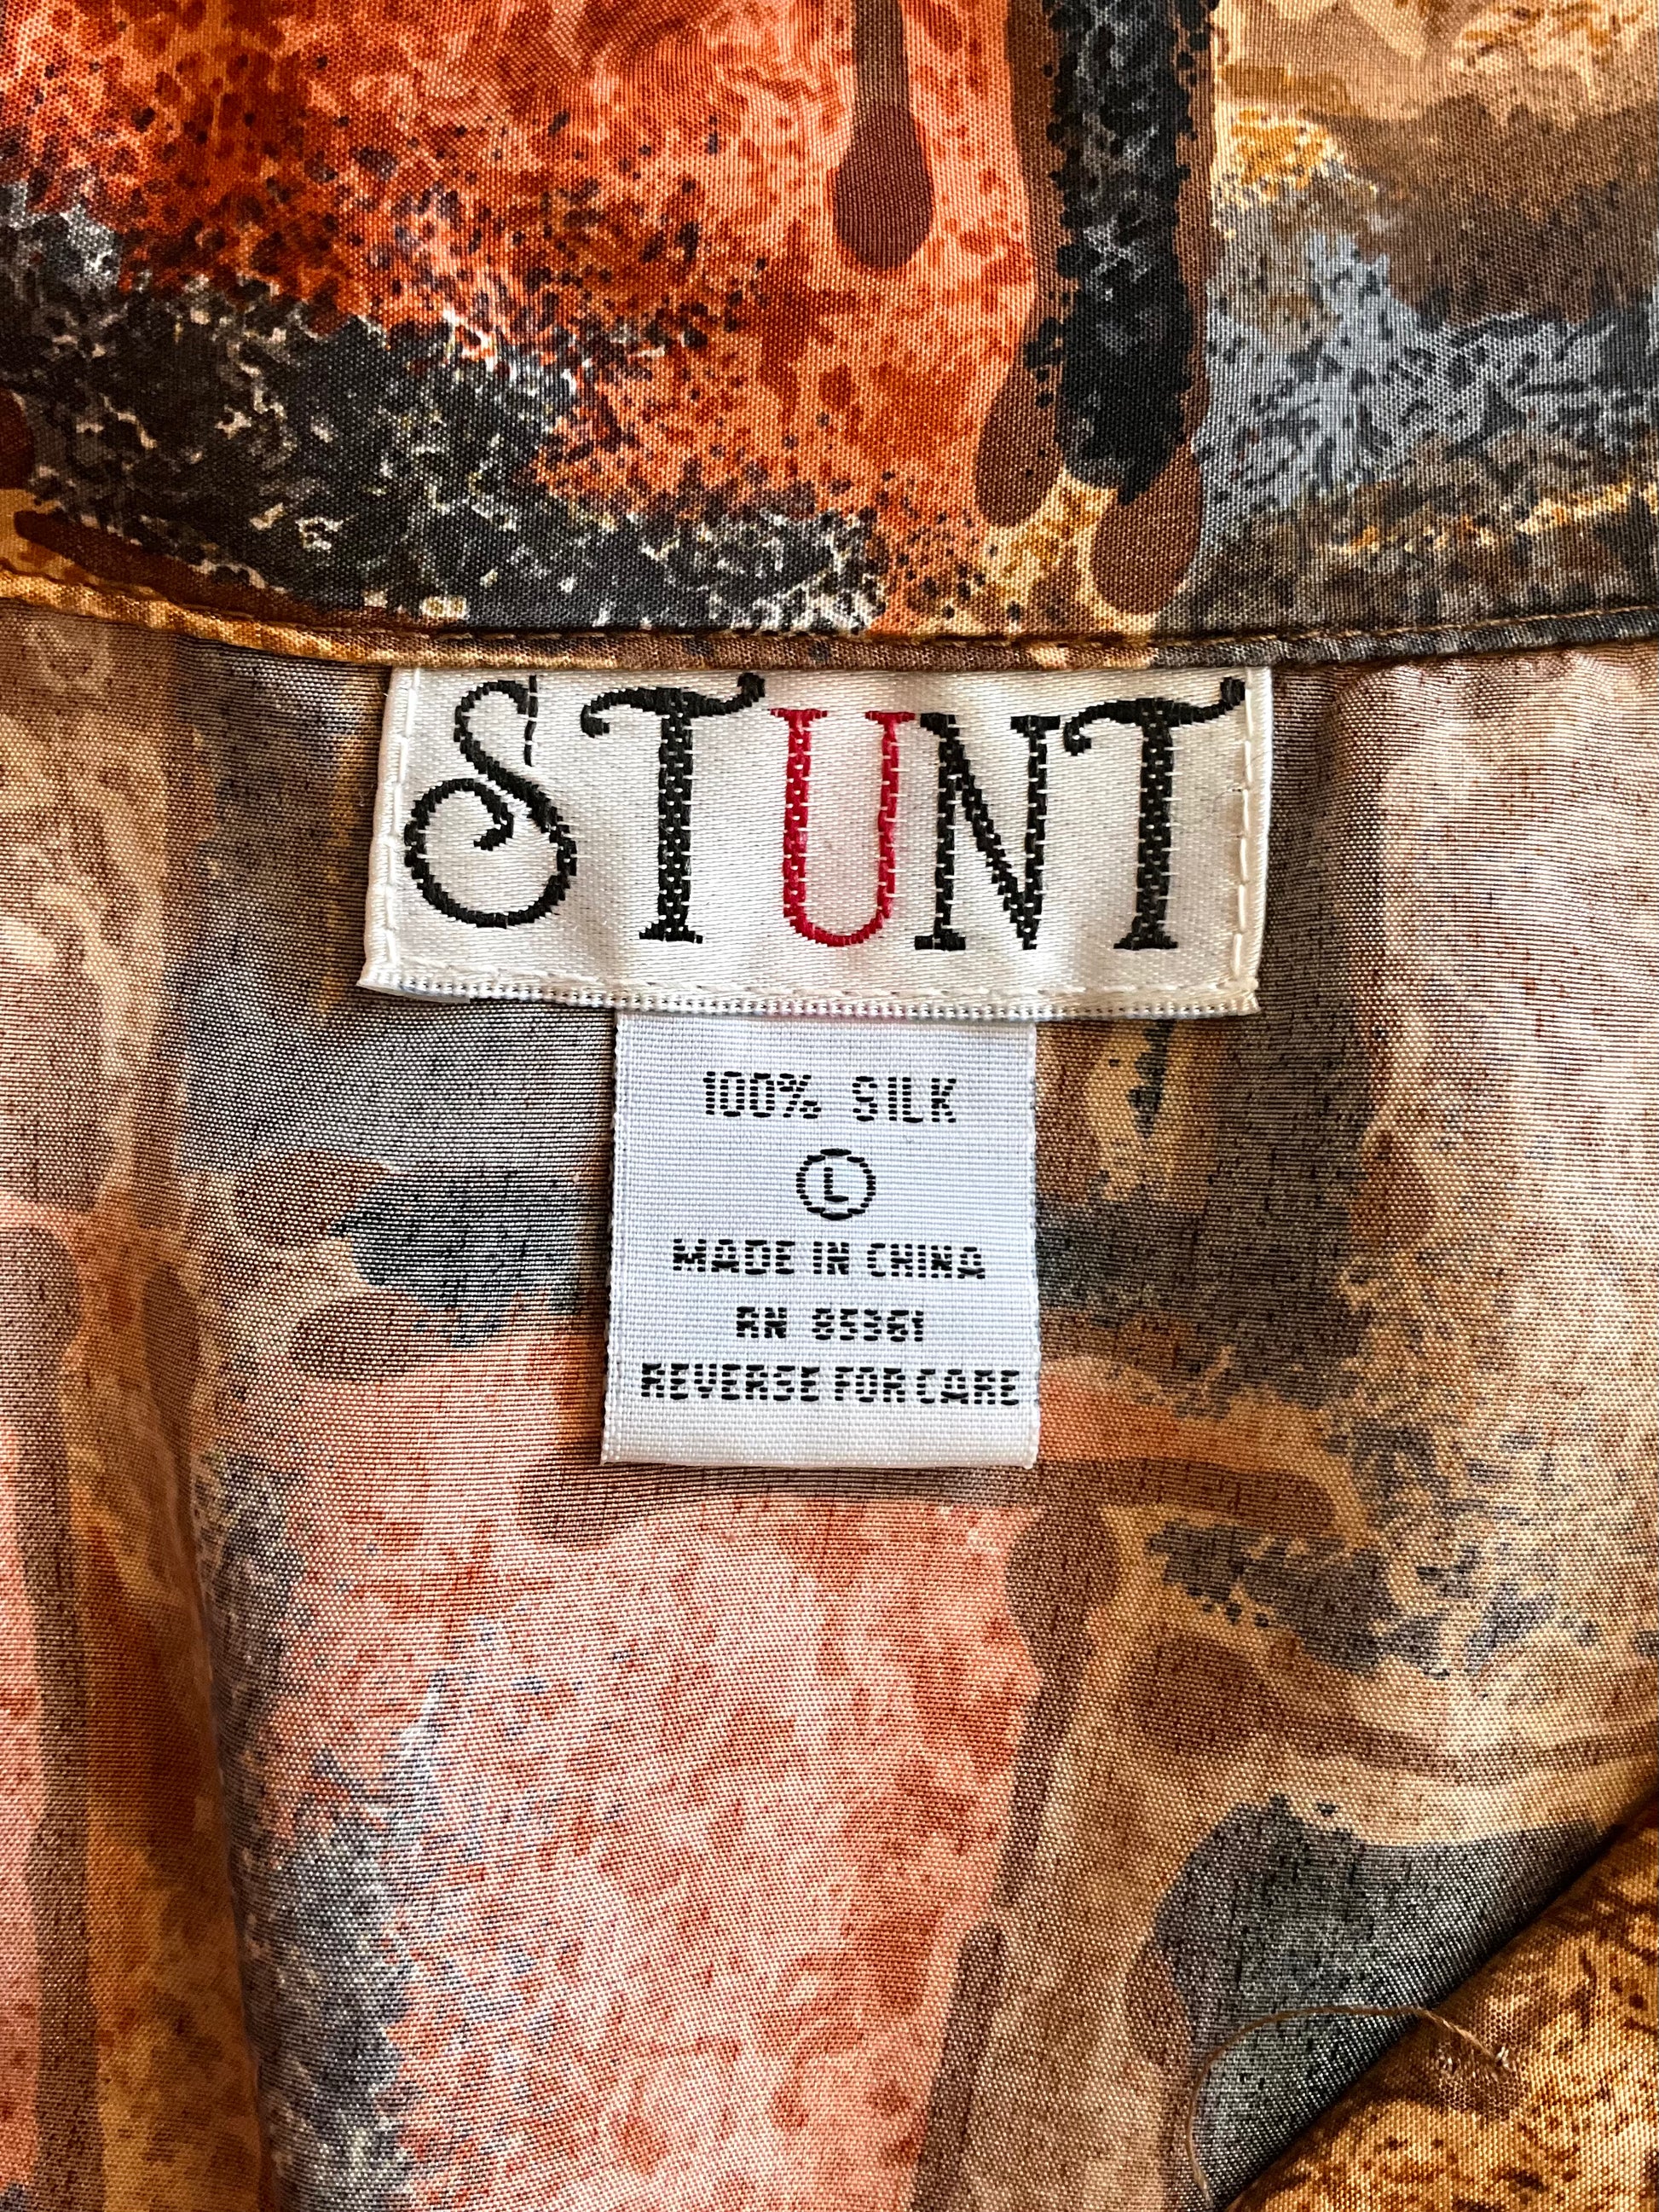 STUNT
100% SILK
L
MADE IN CHINA
RN 85361
REVERSE FOR CARE